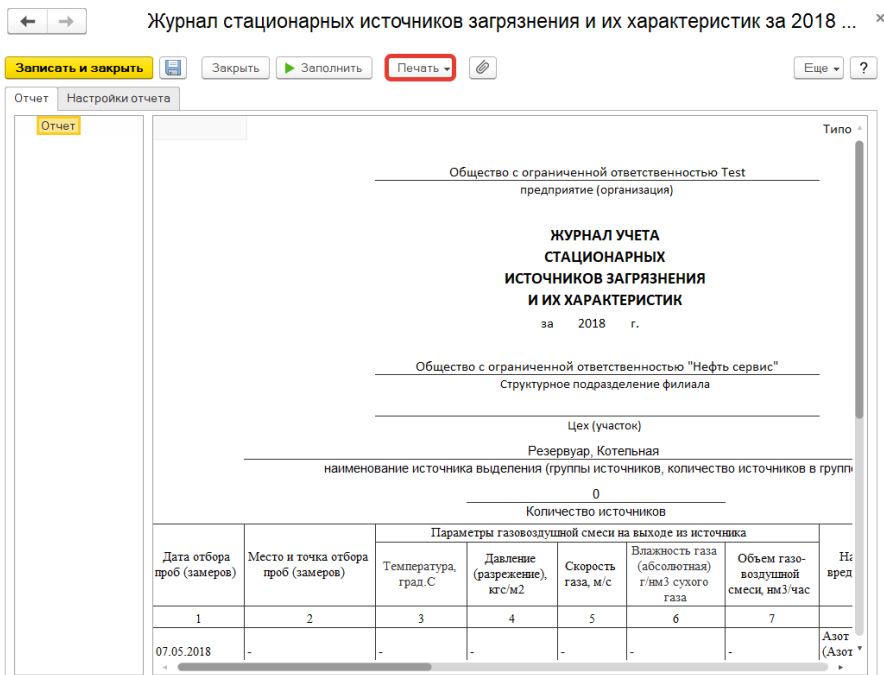 Журнал стационарных источников загрязнения и их характеристик за 2018 ...
Записать и закрыть Закрыть Заполнить Печать Еще ?
Отчет Настройки отчета
Отчет
Типо
Общество с ограниченной ответственностью Test
предприятие (организация)
ЖУРНАЛ УЧЕТА
СТАЦИОНАРНЫХ
ИСТОЧНИКОВ ЗАГРЯЗНЕНИЯ
И ИХ ХАРАКТЕРИСТИК
за 2018 г.
Общество с ограниченной ответственностью "Нефть сервис"
Структурное подразделение филиала
Цех (участок)
Резервуар, Котельная
наименование источника выделения (группы источников, количество источников в группе
0
Количество источников
Параметры газовоздушной смеси на выходе из источника
Дата отбора
проб (замеров)
Место и точка отбора
проб (замеров)
Температура,
град.С
Давление
(разрежение),
кгс/м2
Скорость
газа, м/с
Влажность газа
(абсолютная)
г/нм3 сухого
газа
Объем газо-
воздушной
смеси, нм3/час
На
вред
1 2 3 4 5 6 7
07.05.2018 - - - - - -
Азот
(Азот